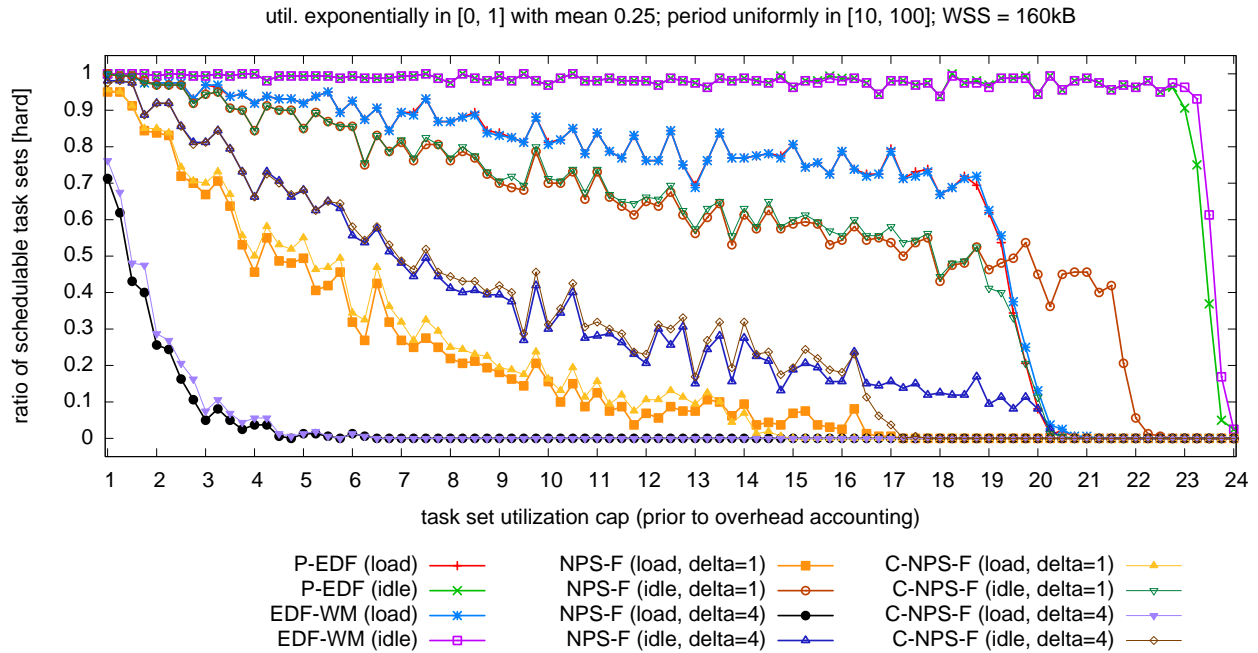 util. exponentially in [0, 1] with mean 0.25; period uniformly in [10, 100]; WSS = 160kB
ratio of schedulable task sets [hard]
1
0.9
0.8
0.7
0.6
0.5
0.4
0.3
0.2
0.1
0
1 2 3 4 5 6 7 8 9 10 11 12 13 14 15 16 17 18 19 20 21 22 23 24
task set utilization cap (prior to overhead accounting)
P-EDF (load) NPS-F (load, delta=1) C-NPS-F (load, delta=1)
P-EDF (idle) NPS-F (idle, delta=1) C-NPS-F (idle, delta=1)
EDF-WM (load) NPS-F (load, delta=4) C-NPS-F (load, delta=4)
EDF-WM (idle) NPS-F (idle, delta=4) C-NPS-F (idle, delta=4)